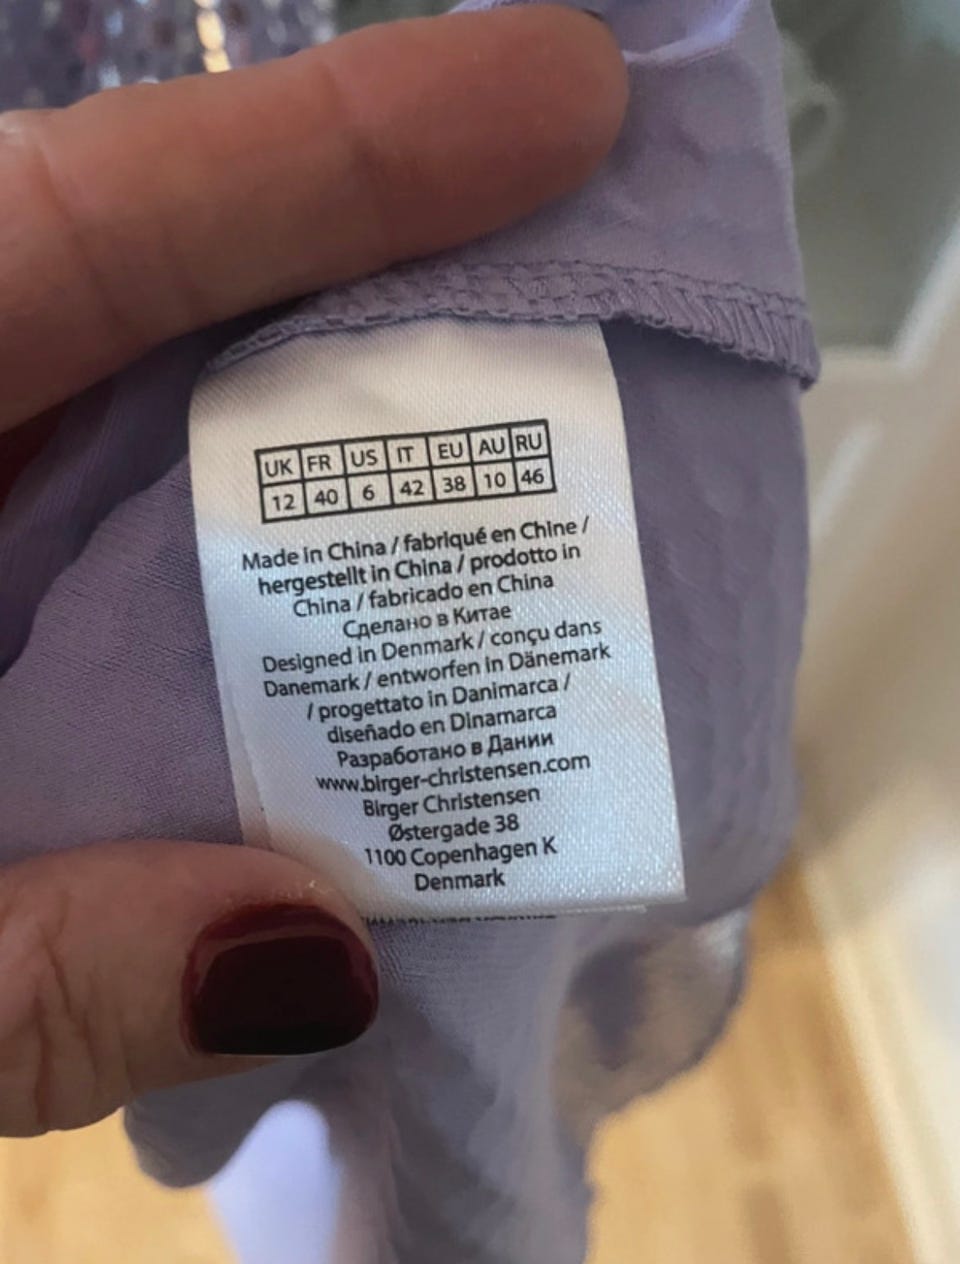 UK FR US IT EU AU RU
12 40 6 42 38 10 46
Made in China / fabriqué en Chine /
hergestellt in China / prodotto in
China / fabricado en China
Сделано в Китае
Designed in Denmark / conçu dans
Danemark / entworfen in Dänemark
/ progettato in Danimarca /
diseñado en Dinamarca
Разработано в Дании
www.birger-christensen.com
Birger Christensen
Østergade 38
1100 Copenhagen K
Denmark